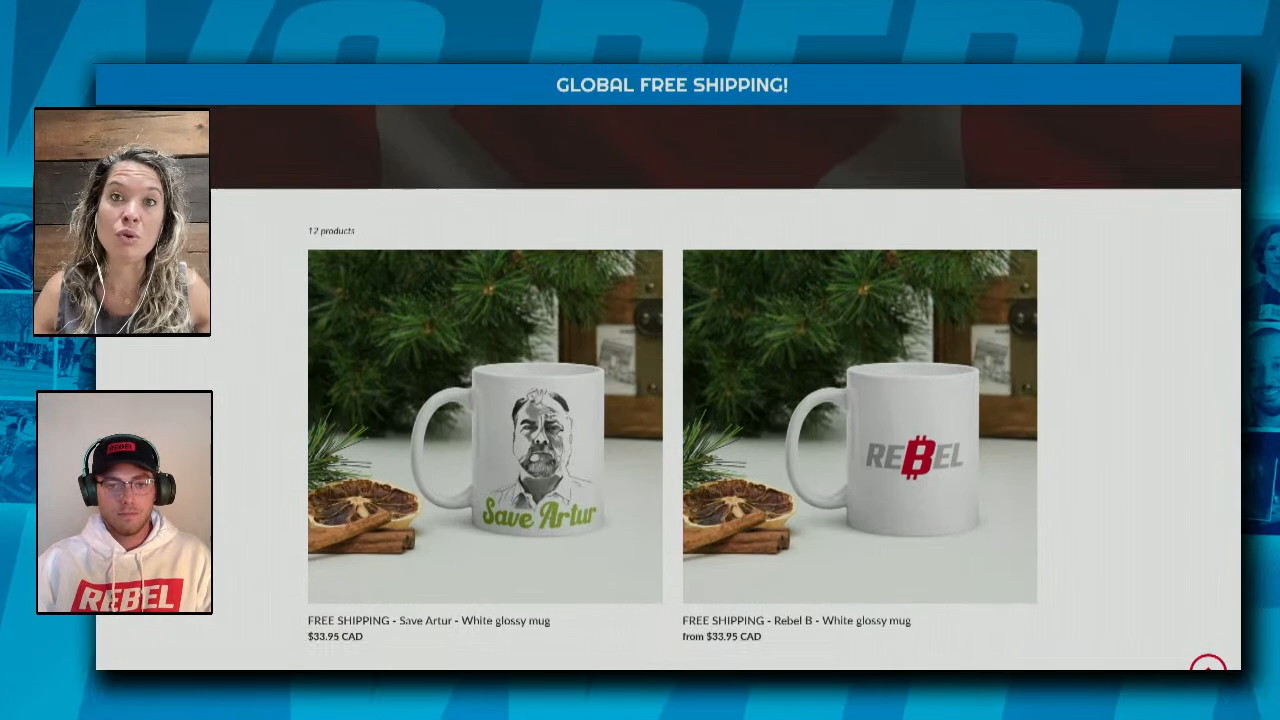 GLOBAL FREE SHIPPING!
12 products
Save Artur
REBEL
REBEL
REBEL
FREE SHIPPING - Save Artur - White glossy mug
$33.95 CAD
FREE SHIPPING - Rebel B - White glossy mug
from $33.95 CAD